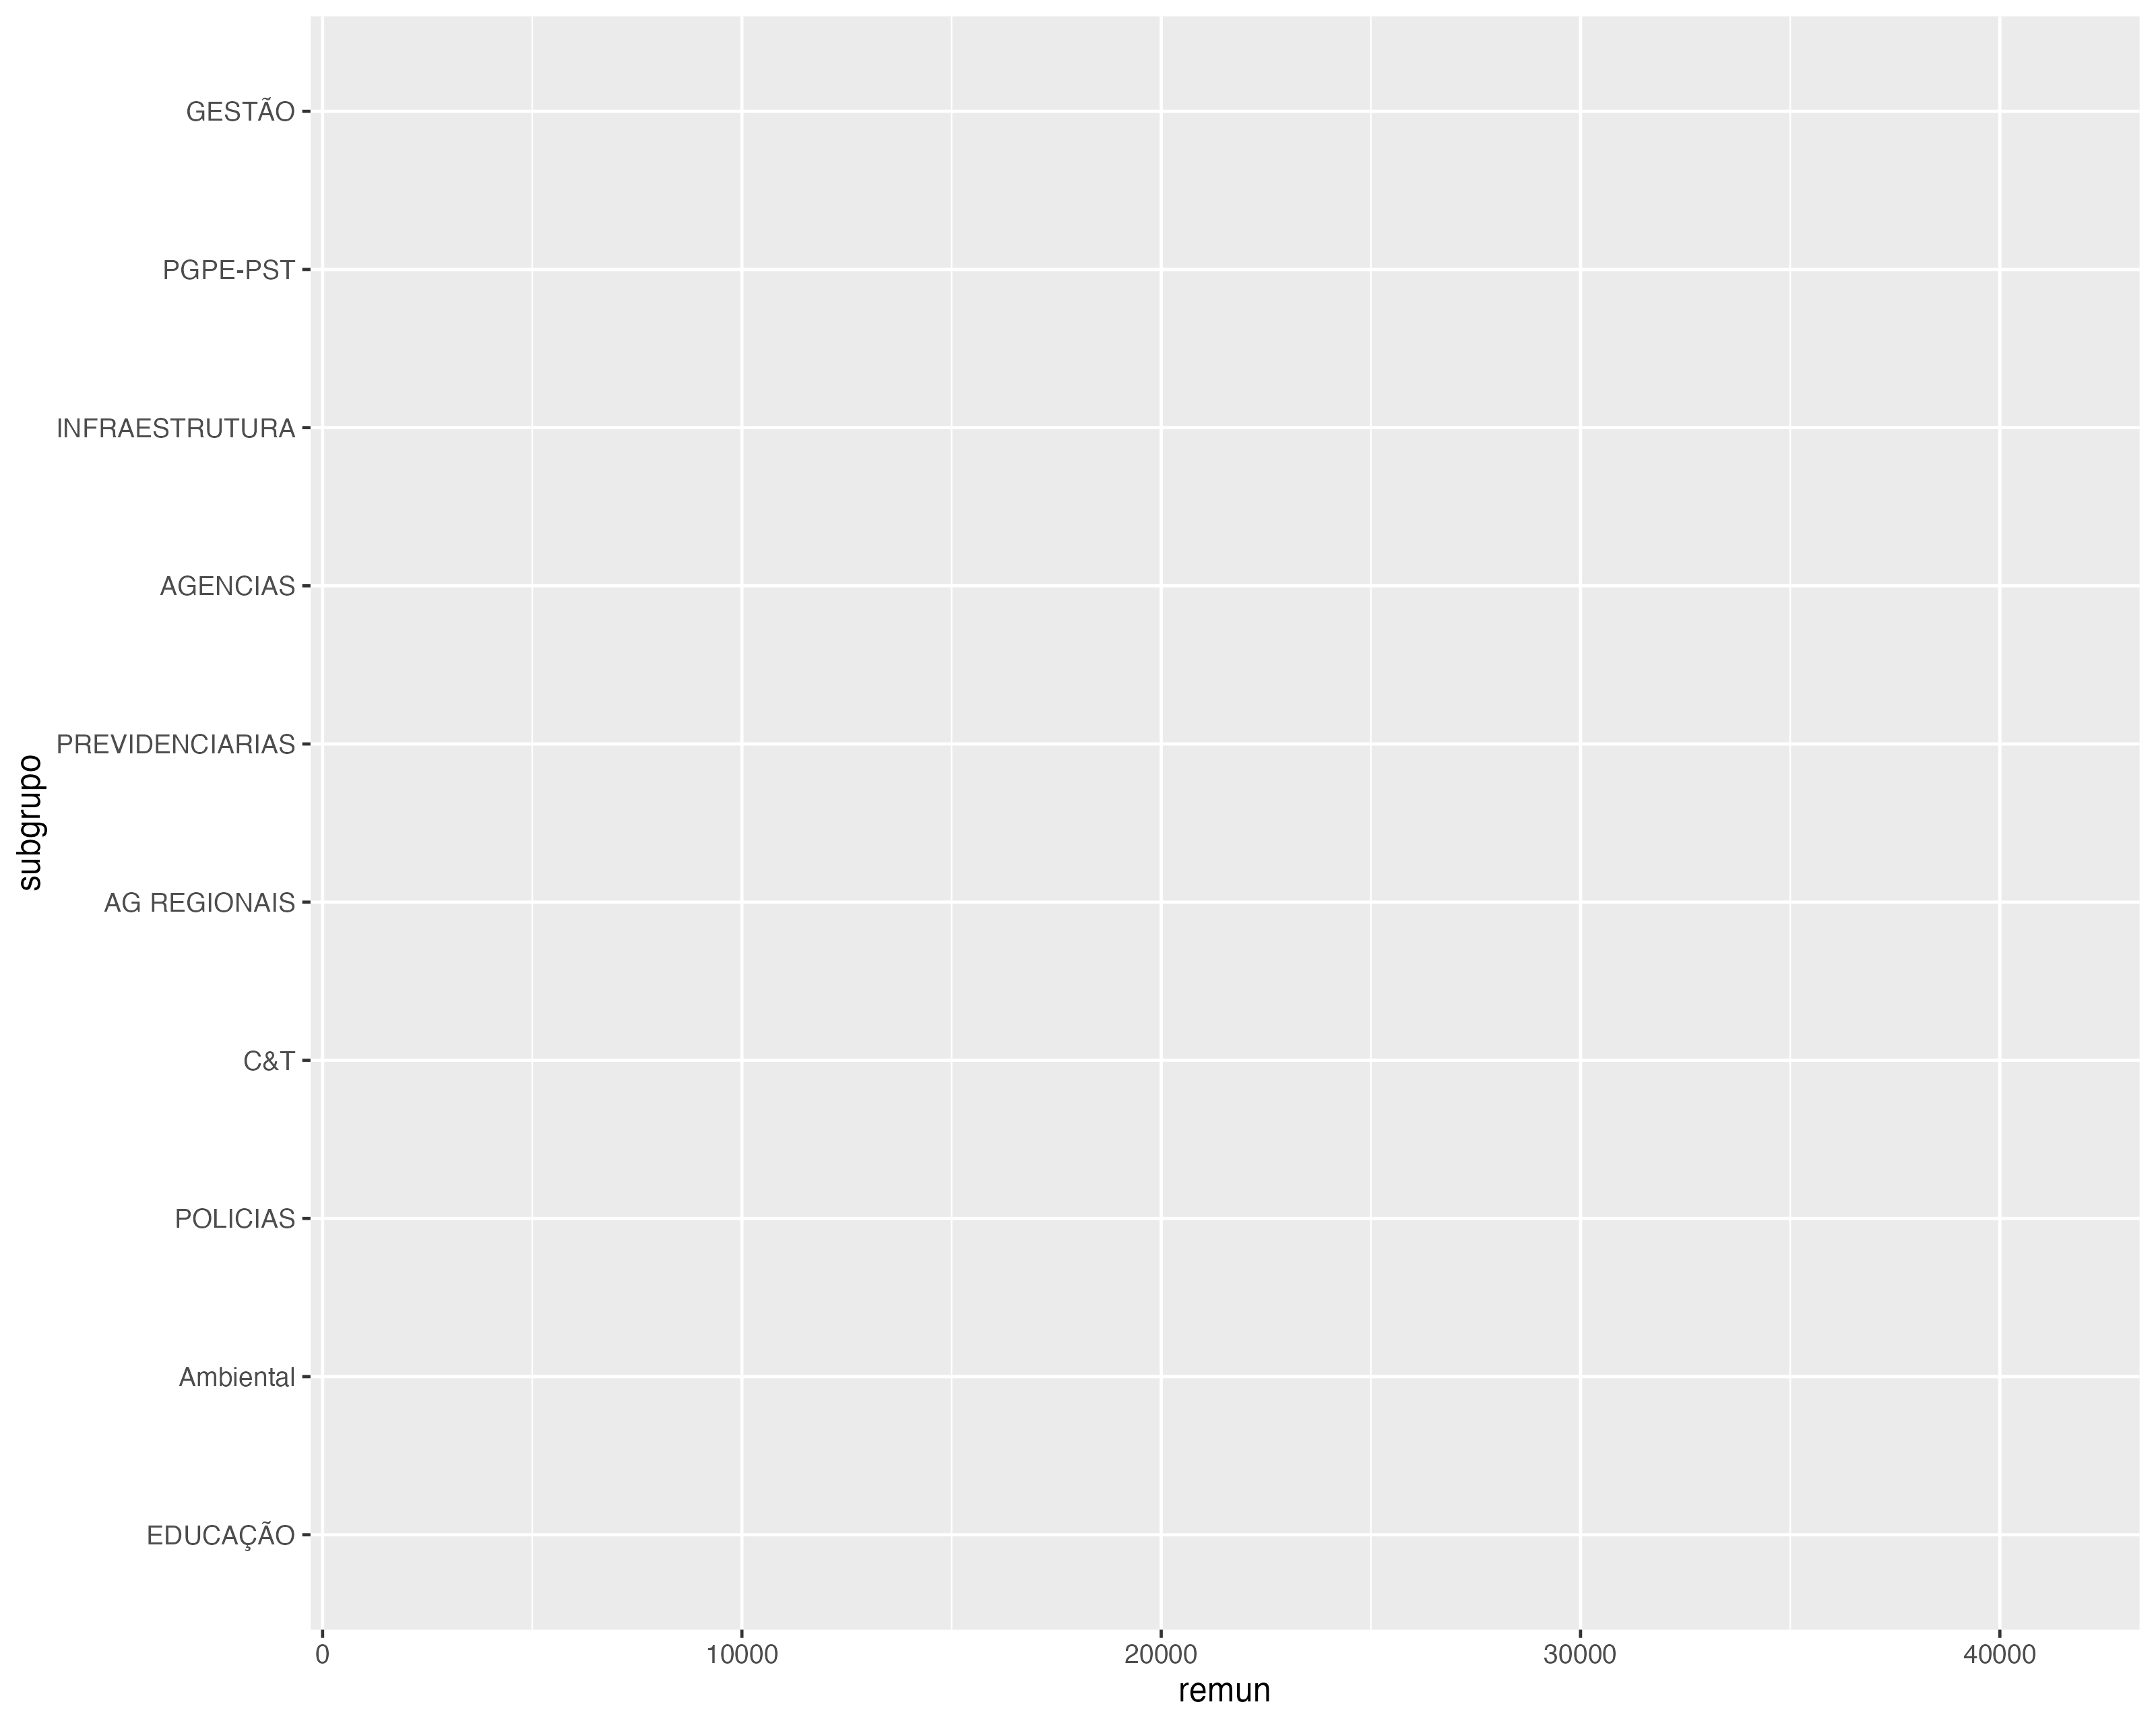 GESTÃO
PGPE-PST
INFRAESTRUTURA
AGENCIAS
PREVIDENCIARIAS
AG REGIONAIS
C&T
POLICIAS
Ambiental
EDUCAÇÃO
subgrupo
0 10000 20000 30000 40000
remun